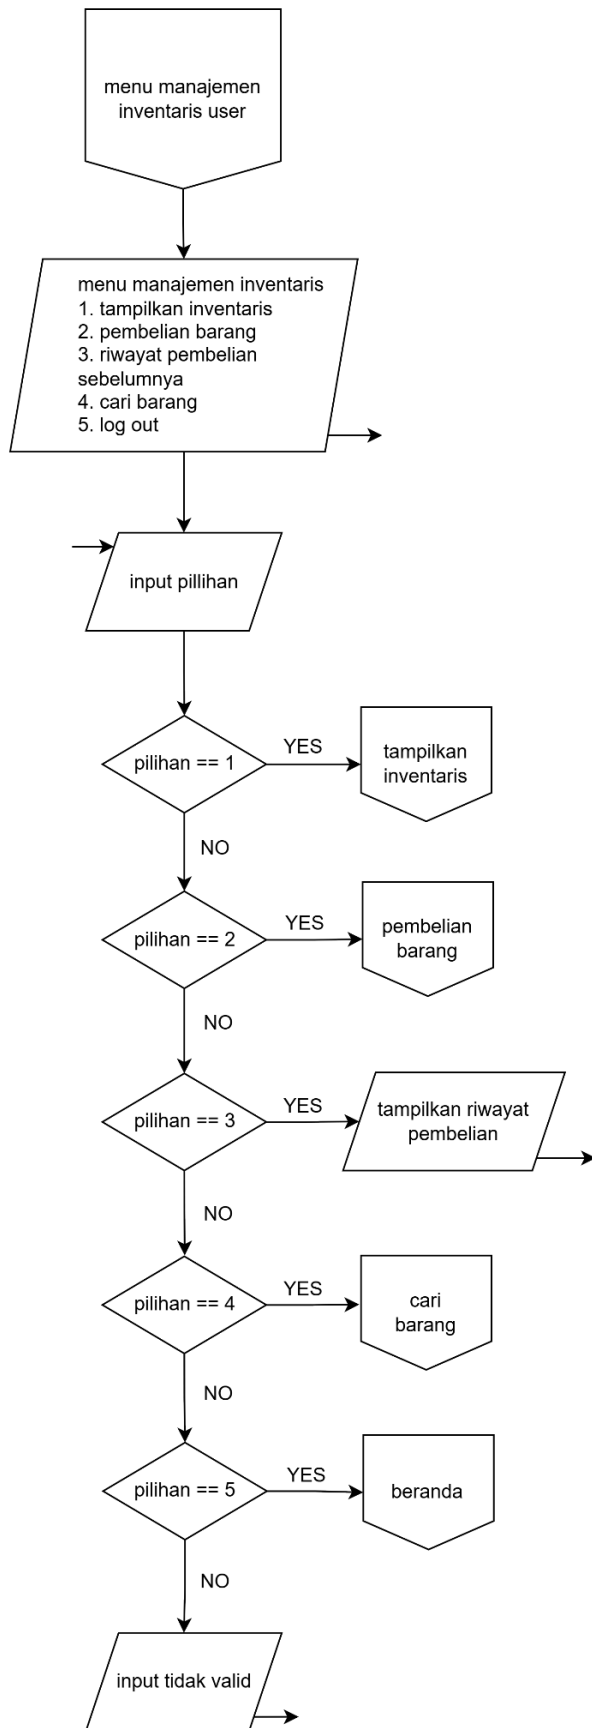 menu manajemen
inventaris user
menu manajemen inventaris
1. tampilkan inventaris
2. pembelian barang
3. riwayat pembelian
sebelumnya
4. cari barang
5. log out
input pillihan
pilihan == 1
YES
tampilkan
inventaris
NO
pilihan == 2
YES
pembelian
barang
NO
pilihan == 3
YES
tampilkan riwayat
pembelian
NO
pilihan == 4
YES
cari
barang
NO
pilihan == 5
YES
beranda
NO
input tidak valid